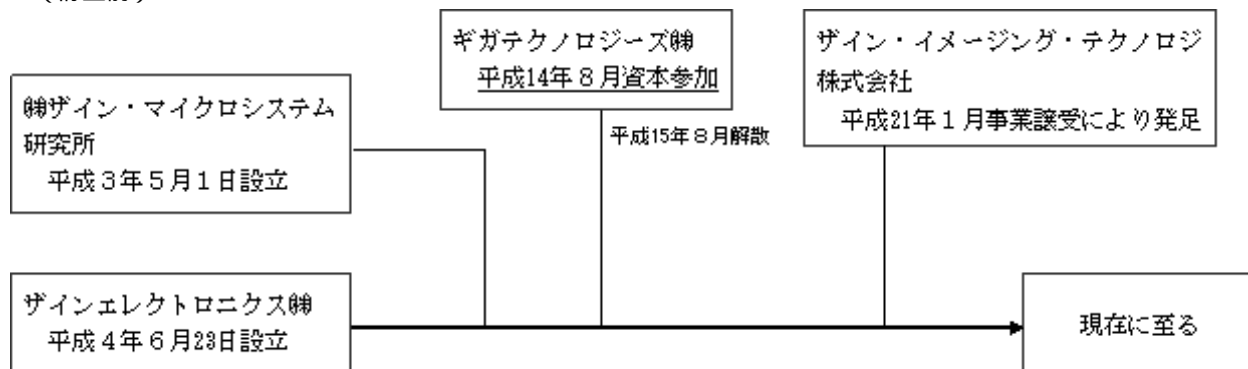 ギガテクノロジーズ㈱
平成14年８月資本参加
ザイン・イメージング・テクノロジ
株式会社
平成21年１月事業譲受により発足
㈱ザイン・マイクロシステム
研究所
平成３年５月１日設立
平成15年８月解散
ザインエレクトロニクス㈱
平成４年６月23日設立
現在に至る